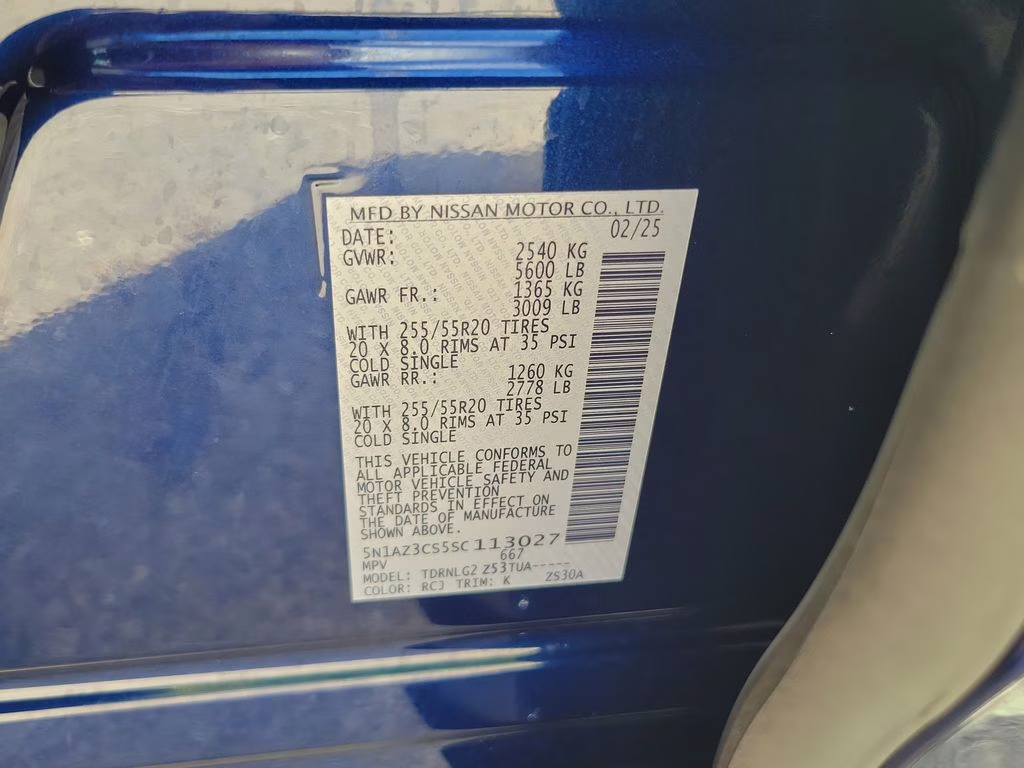 MFD BY NISSAN MOTOR CO., LTD.
DATE: 02/25
GVWR: 2540 KG
5600 LB
GAWR FR.: 1365 KG
3009 LB
WITH 255/55R20 TIRES
20 X 8.0 RIMS AT 35 PSI
COLD SINGLE
GAWR RR.: 1260 KG
2778 LB
WITH 255/55R20 TIRES
20 X 8.0 RIMS AT 35 PSI
COLD SINGLE
THIS VEHICLE CONFORMS TO
ALL APPLICABLE FEDERAL
MOTOR VEHICLE SAFETY AND
THEFT PREVENTION
STANDARDS IN EFFECT ON
THE DATE OF MANUFACTURE
SHOWN ABOVE.
5N1AZ3CS5SC113027
MPV 667
MODEL: TDRNLG2 Z53TUA-----
COLOR: RCJ TRIM: K ZS30A